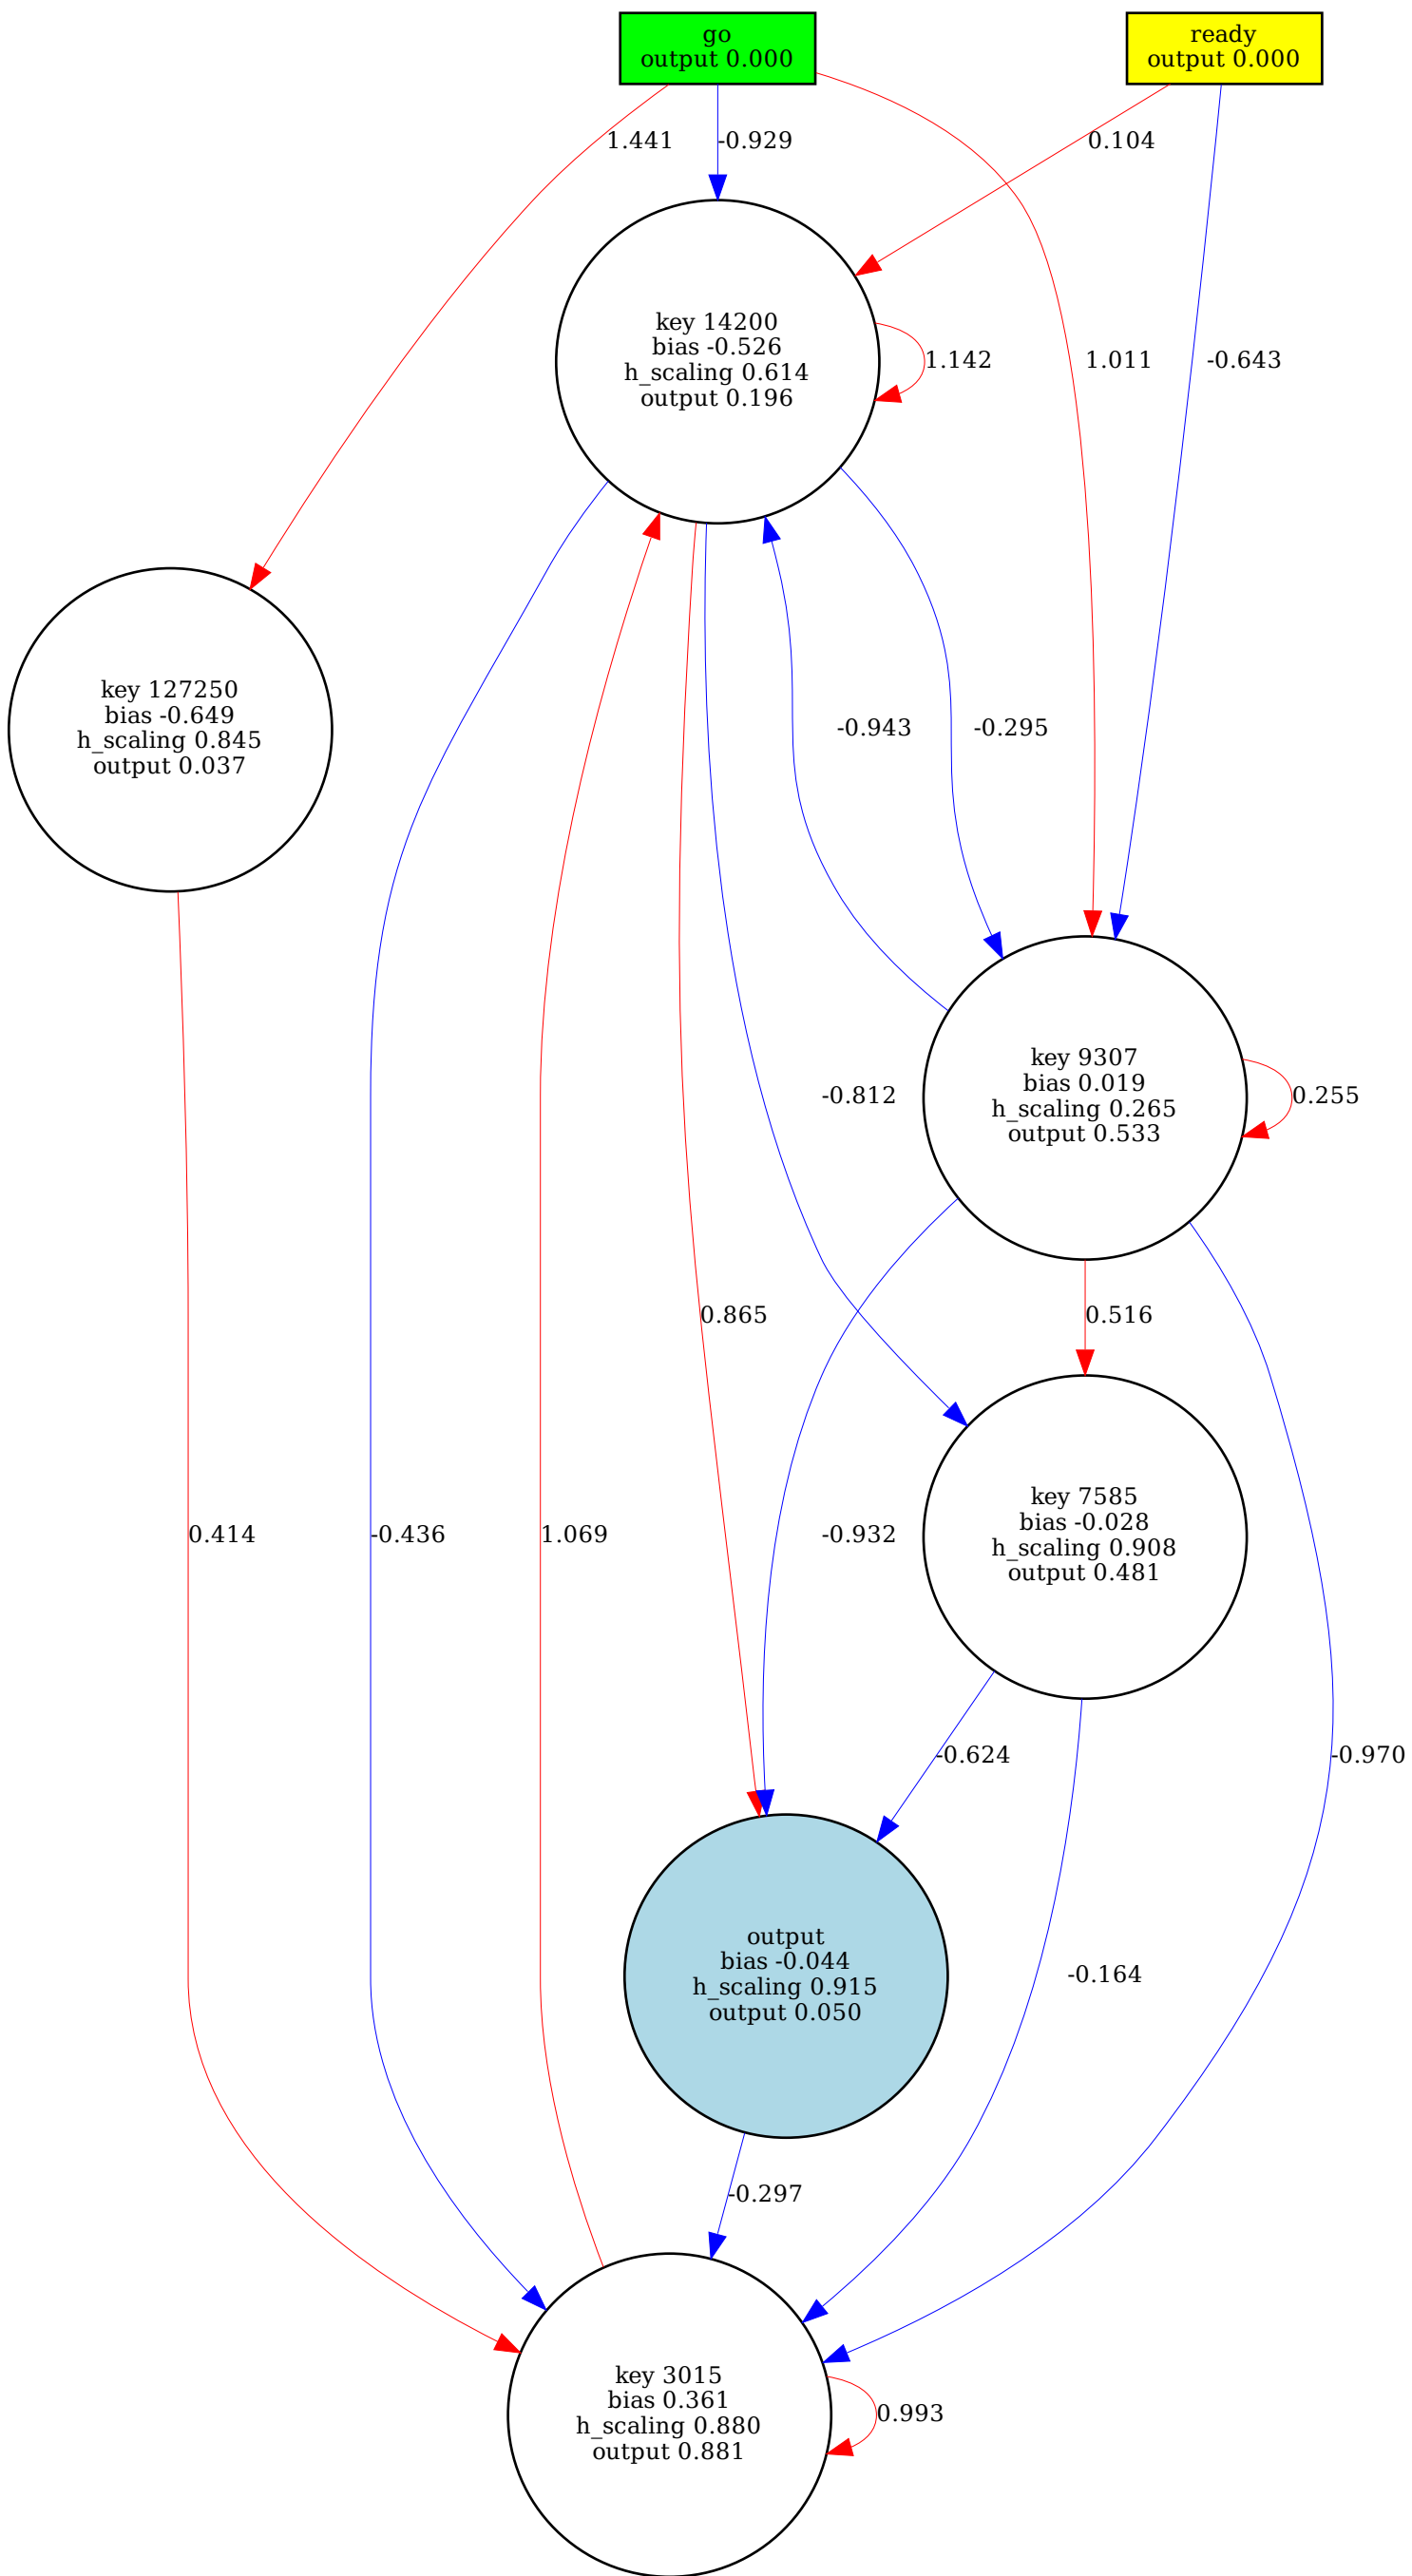 go
output 0.000
ready
output 0.000
1.441
-0.929
0.104
key 14200
bias -0.526
h_scaling 0.614
output 0.196
1.142
1.011
-0.643
key 127250
bias -0.649
h_scaling 0.845
output 0.037
-0.943
-0.295
key 9307
bias 0.019
h_scaling 0.265
output 0.533
-0.812
0.255
0.865
0.516
key 7585
bias -0.028
h_scaling 0.908
output 0.481
0.414
-0.436
1.069
-0.932
-0.624
-0.970
output
bias -0.044
h_scaling 0.915
output 0.050
-0.164
-0.297
key 3015
bias 0.361
h_scaling 0.880
output 0.881
0.993